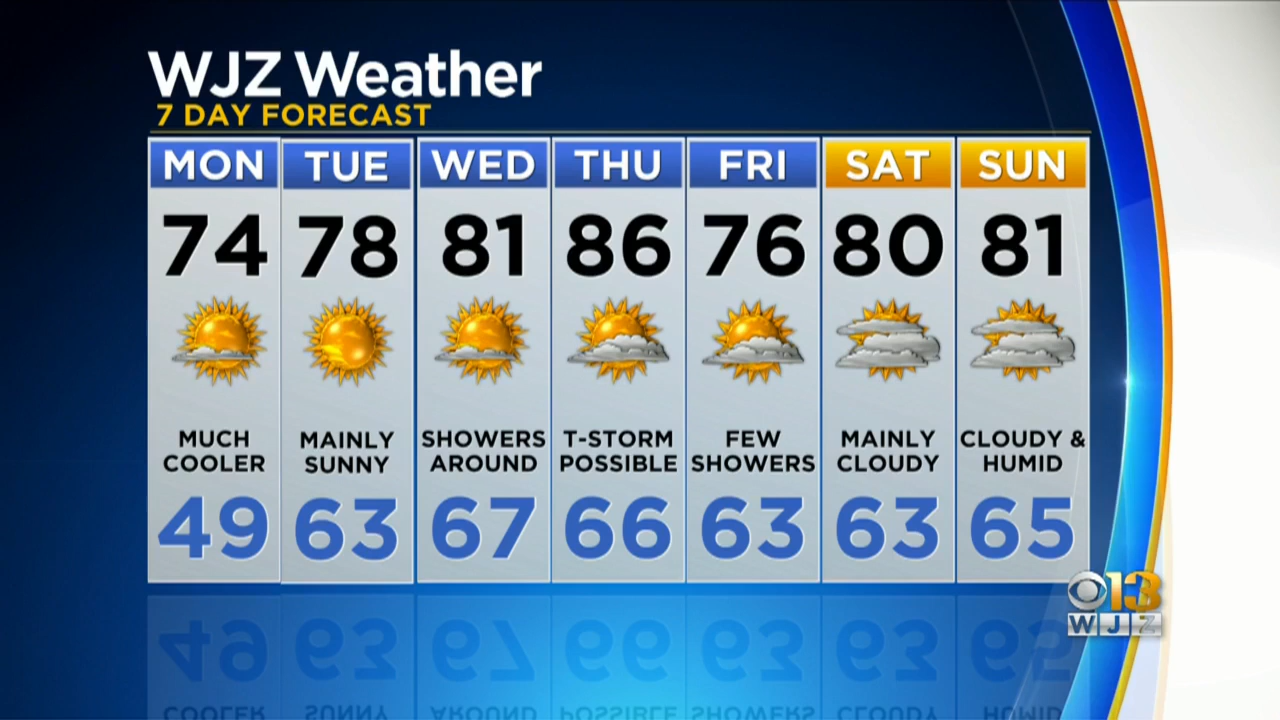 WJZ Weather
7 DAY FORECAST
MON TUE WED THU FRI SAT SUN
74 78 81 86 76 80 81
MUCH COOLER
MAINLY SUNNY
SHOWERS AROUND
T-STORM POSSIBLE
FEW SHOWERS
MAINLY CLOUDY
CLOUDY & HUMID
49 63 67 66 63 63 65
13
WJZ